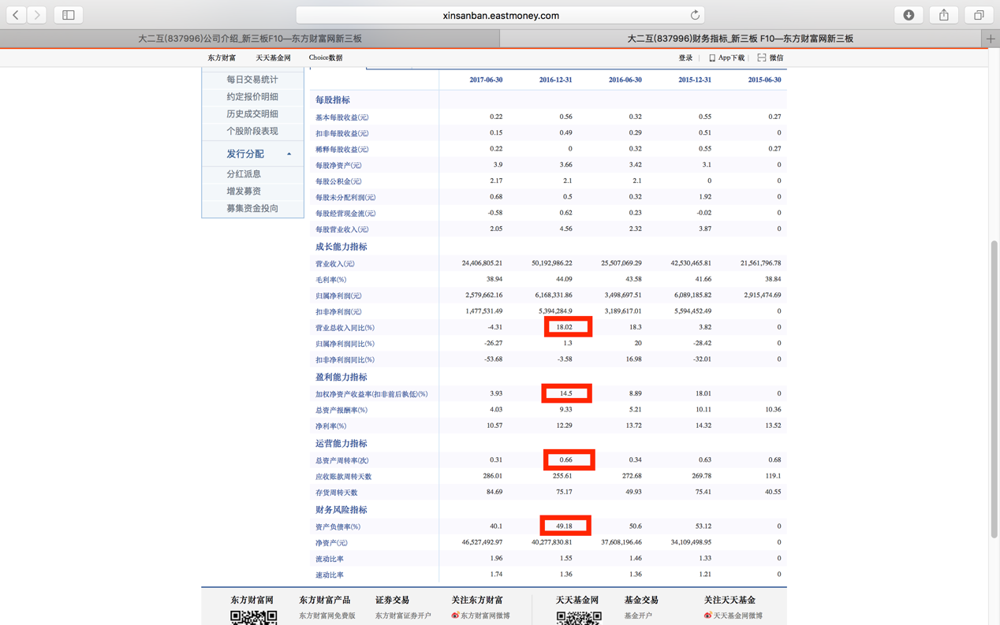 xinsanban.eastmoney.com
大二互(837996)公司介绍_新三板F10—东方财富网新三板
大二互(837996)财务指标_新三板 F10—东方财富网新三板
东方财富 天天基金网 Choice数据 登录 App下载 微信
每日交易统计
约定报价明细
历史成交明细
个股阶段表现
发行分配
分红派息
增发募资
募集资金投向
2017-06-30 2016-12-31 2016-06-30 2015-12-31 2015-06-30
每股指标
基本每股收益(元) 0.22 0.56 0.32 0.55 0.27
扣非每股收益(元) 0.15 0.49 0.29 0.51 0
稀释每股收益(元) 0.22 0 0.32 0.55 0.27
每股净资产(元) 3.9 3.66 3.42 3.1 0
每股公积金(元) 2.17 2.1 2.1 0 0
每股未分配利润(元) 0.68 0.5 0.32 1.92 0
每股经营现金流(元) -0.58 0.62 0.23 -0.02 0
每股营业收入(元) 2.05 4.56 2.32 3.87 0
成长能力指标
营业收入(元) 24,406,805.21 50,192,986.22 25,507,069.29 42,530,465.81 21,561,796.78
毛利率(%) 38.94 44.09 43.58 41.66 38.84
归属净利润(元) 2,579,662.16 6,168,331.86 3,498,697.51 6,089,185.82 2,915,474.69
扣非净利润(元) 1,477,531.49 5,394,284.9 3,189,617.01 5,594,452.49 0
营业总收入同比(%) -4.31 18.02 18.3 3.82 0
归属净利润同比(%) -26.27 1.3 20 -28.42 0
扣非净利润同比(%) -53.68 -3.58 16.98 -32.01 0
盈利能力指标
加权净资产收益率(扣非前后孰低)(%) 3.93 14.5 8.89 18.01 0
总资产报酬率(%) 4.03 9.33 5.21 10.11 10.36
净利率(%) 10.57 12.29 13.72 14.32 13.52
运营能力指标
总资产周转率(次) 0.31 0.66 0.34 0.63 0.68
应收账款周转天数 286.01 255.61 272.68 269.78 119.1
存货周转天数 84.69 75.17 49.93 75.41 40.55
财务风险指标
资产负债率(%) 40.1 49.18 50.6 53.12 0
净资产(元) 46,527,492.97 40,277,830.81 37,608,196.46 34,109,498.95 0
流动比率 1.96 1.55 1.46 1.33 0
速动比率 1.74 1.36 1.36 1.21 0
东方财富网 东方财富产品 证券交易 关注东方财富 天天基金网 基金交易 关注天天基金
东方财富网免费版 东方财富证券开户 东方财富网微博 基金开户 天天基金网微博